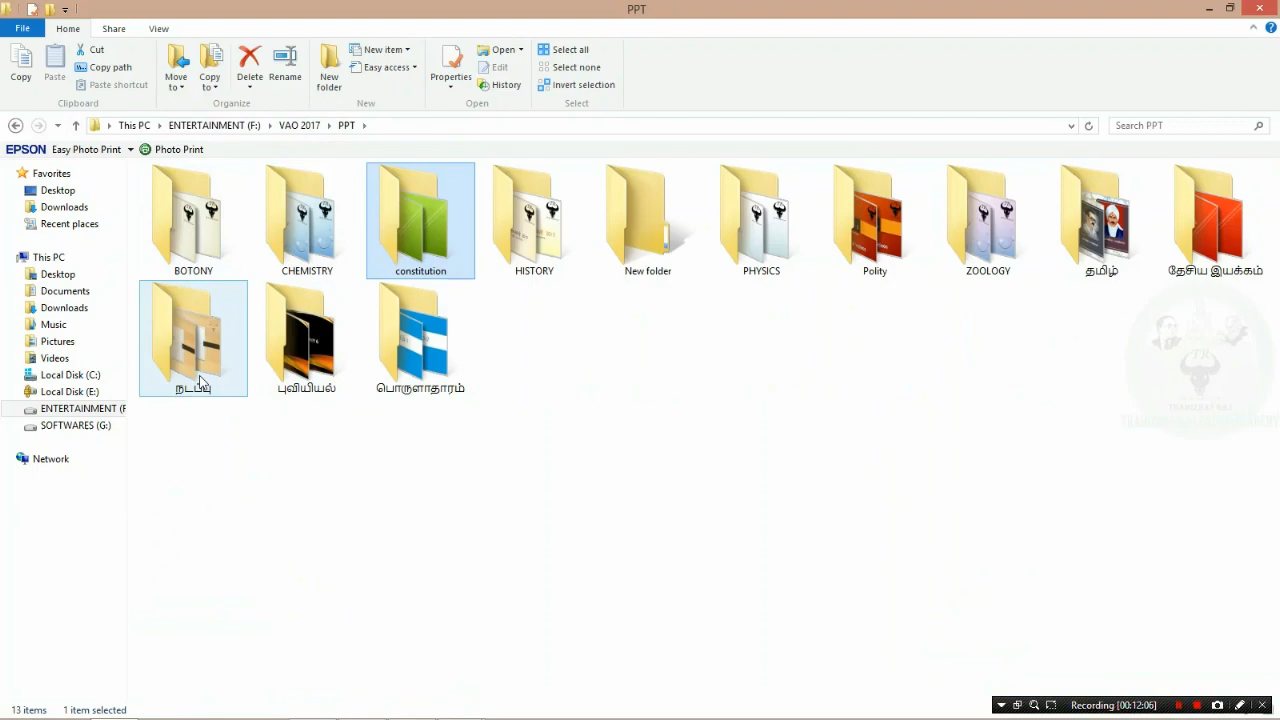 PPT
File Home Share View
Copy
Paste
Cut
Copy path
Paste shortcut
Clipboard
Move to
Copy to
Delete
Rename
Organize
New folder
New item
Easy access
New
Properties
Open
Edit
History
Open
Select all
Select none
Invert selection
Select
This PC ENTERTAINMENT (F:) VAO 2017 PPT
Search PPT
EPSON Easy Photo Print Photo Print
Favorites
Desktop
Downloads
Recent places
This PC
Desktop
Documents
Downloads
Music
Pictures
Videos
Local Disk (C:)
Local Disk (E:)
ENTERTAINMENT (F
SOFTWARES (G:)
Network
BOTONY CHEMISTRY constitution HISTORY New folder PHYSICS Polity ZOOLOGY தமிழ் தேசிய இயக்கம்
நடப்பு புவியியல் பொருளாதாரம்
13 items 1 item selected
Recording [00:12:06]